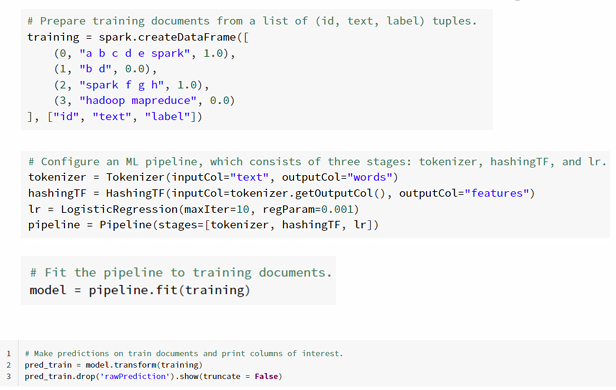 # Prepare training documents from a list of (id, text, label) tuples.
training = spark.createDataFrame([
    (0, "a b c d e spark", 1.0),
    (1, "b d", 0.0),
    (2, "spark f g h", 1.0),
    (3, "hadoop mapreduce", 0.0)
], ["id", "text", "label"])
# Configure an ML pipeline, which consists of three stages: tokenizer, hashingTF, and lr.
tokenizer = Tokenizer(inputCol="text", outputCol="words")
hashingTF = HashingTF(inputCol=tokenizer.getOutputCol(), outputCol="features")
lr = LogisticRegression(maxIter=10, regParam=0.001)
pipeline = Pipeline(stages=[tokenizer, hashingTF, lr])
# Fit the pipeline to training documents.
model = pipeline.fit(training)
1 # Make predictions on train documents and print columns of interest.
2 pred_train = model.transform(training)
3 pred_train.drop('rawPrediction').show(truncate = False)